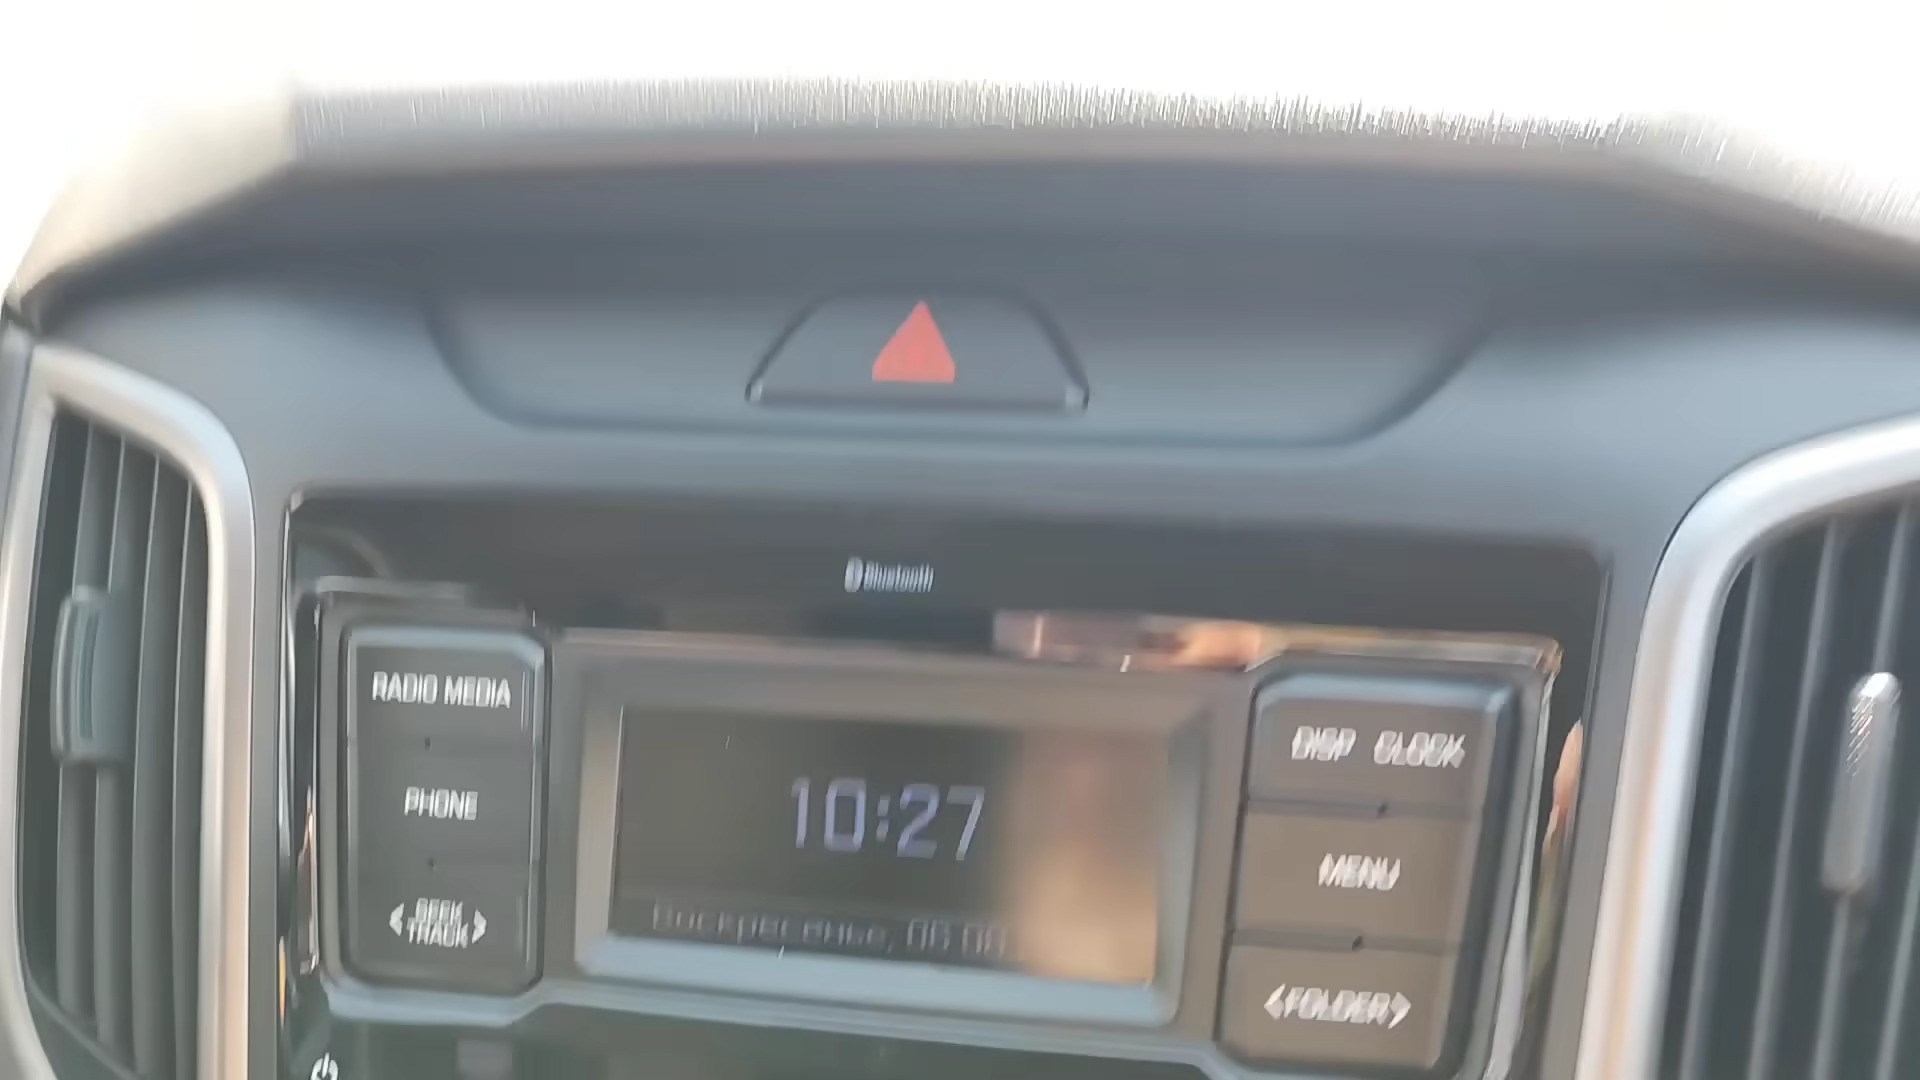 Bluetooth
RADIO MEDIA
PHONE
SEEK
TRACK
10:27
Воскресенье,
DISP CLOCK
MENU
FOLDER